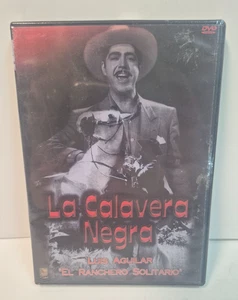 DVD
La Calavera
Negra
LUIS AGUILAR
"EL RANCHERO SOLITARIO"